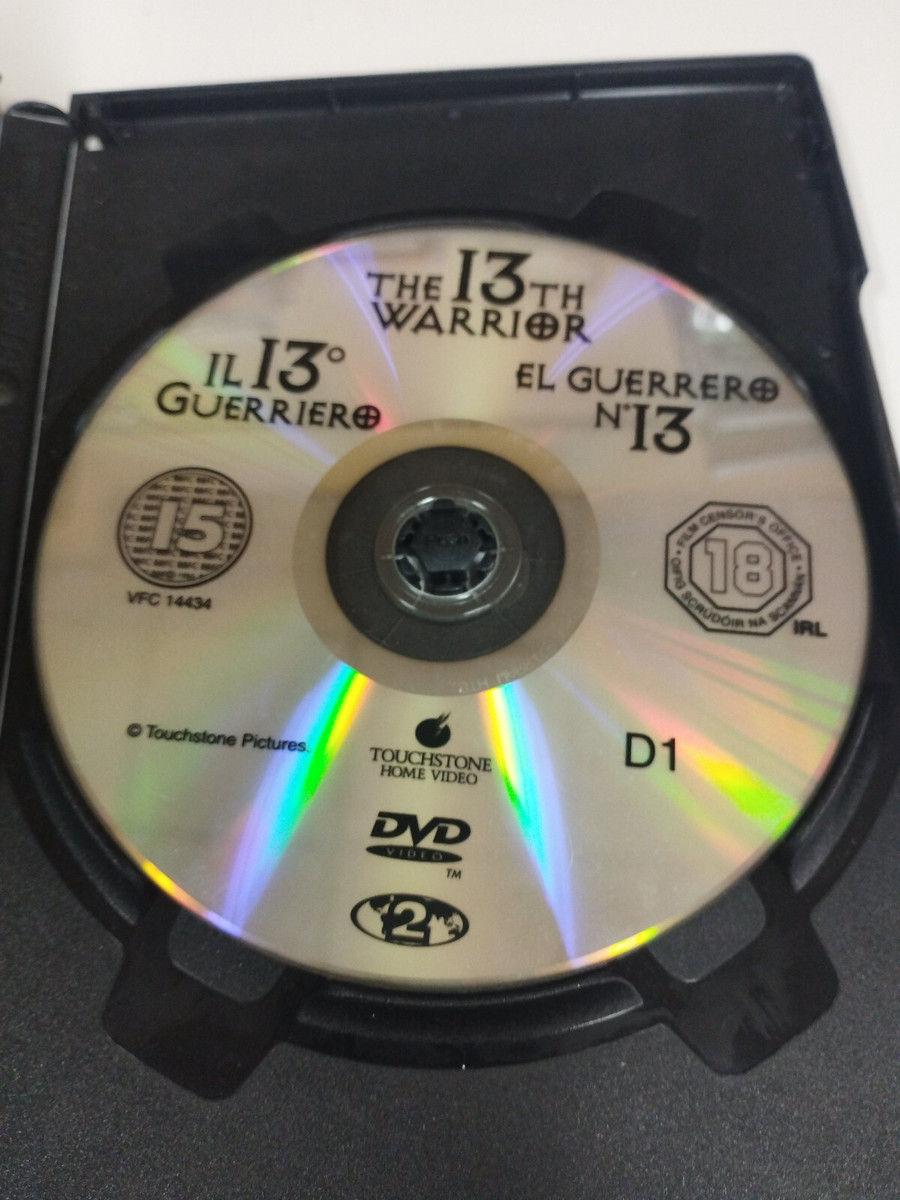 THE 13TH
WARRIOR
IL 13°
GUERRIERO
EL GUERRERO
N° 13
15
VFC 14434
FILM CENSOR'S OFFICE
OIFIG SCRÚDÓIR NA SCANNÁN
18
IRL
© Touchstone Pictures.
TOUCHSTONE
HOME VIDEO
D1
DVD
VIDEO
TM
2